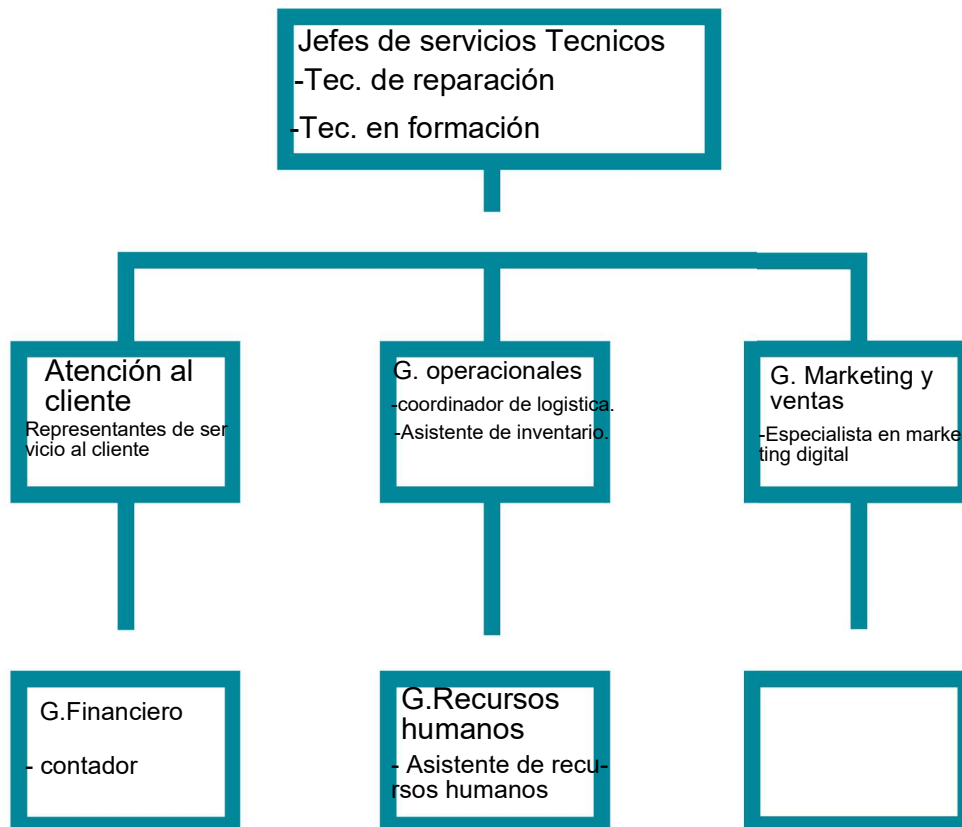 Jefes de servicios Tecnicos
-Tec. de reparación
-Tec. en formación
Atención al
cliente
Representantes de ser
vicio al cliente
G. operacionales
-coordinador de logistica.
-Asistente de inventario.
G. Marketing y
ventas
-Especialista en marke
ting digital
G.Financiero
- contador
G.Recursos
humanos
- Asistente de recu-
rsos humanos